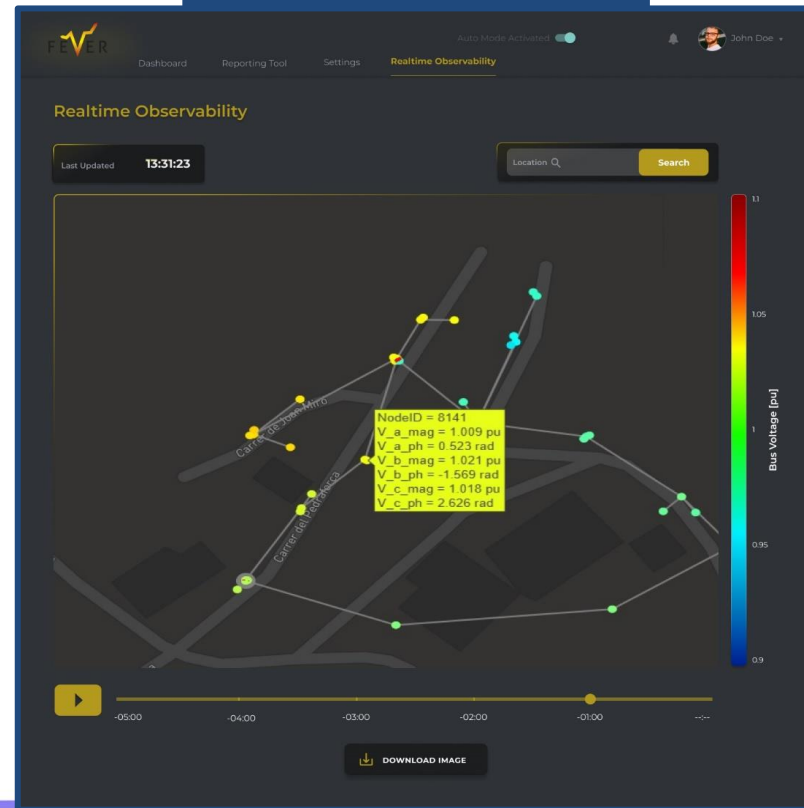 FEVER
Auto Mode Activated
John Doe
Dashboard
Reporting Tool
Settings
Realtime Observability
Realtime Observability
Last Updated
13:31:23
Location
Search
1.1
1.05
1
0.95
0.9
Bus Voltage [pu]
Carrer de Joan Miró
Carrer del Pedraforca
NodeID = 8141
V_a_mag = 1.009 pu
V_a_ph = 0.523 rad
V_b_mag = 1.021 pu
V_b_ph = -1.569 rad
V_c_mag = 1.018 pu
V_c_ph = 2.626 rad
-05:00
-04:00
-03:00
-02:00
-01:00
--:--
DOWNLOAD IMAGE